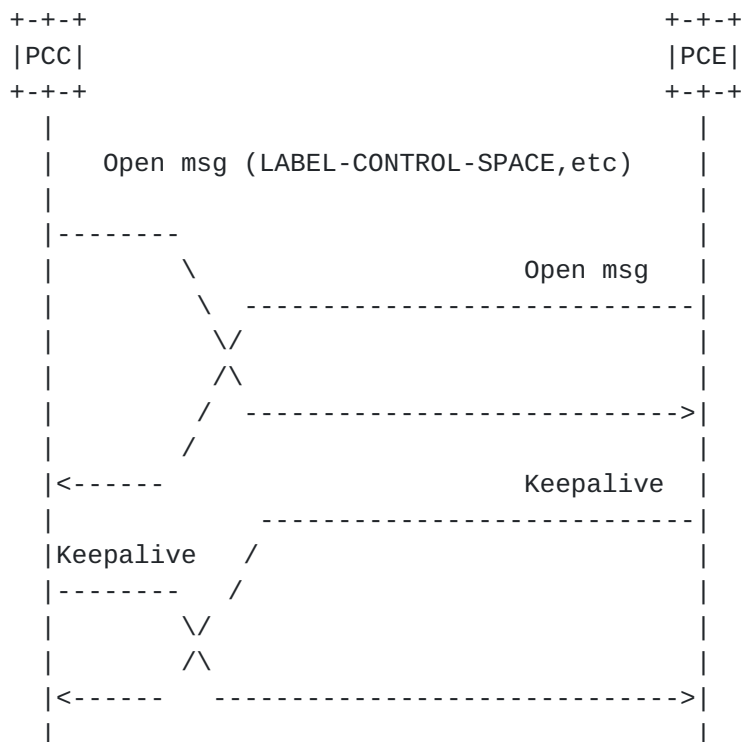 +-+-+                                     +-+-+
|PCC|                                     |PCE|
+-+-+                                     +-+-+
  |                                         |
  |   Open msg (LABEL-CONTROL-SPACE,etc)    |
  |                                         |
  |--------                                 |
  |        \                     Open msg   |
  |         \  -----------------------------|
  |          \/                             |
  |          /\                             |
  |         /  ---------------------------->|
  |        /                                |
  |<------                       Keepalive  |
  |             ----------------------------|
  |Keepalive   /                            |
  |--------   /                             |
  |        \/                               |
  |        /\                               |
  |<------   ------------------------------>|
  |                                         |